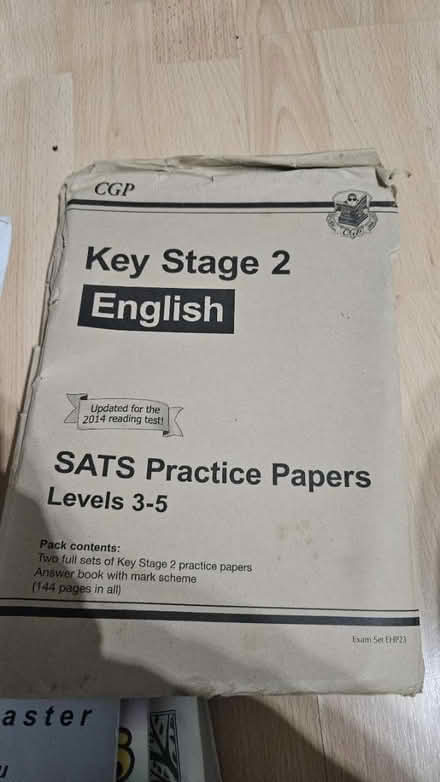 CGP
CGP
Key Stage 2
English
Updated for the
2014 reading test!
SATS Practice Papers
Levels 3-5
Pack contents:
Two full sets of Key Stage 2 practice papers
Answer book with mark scheme
(144 pages in all)
Exam Set EHP23
aster